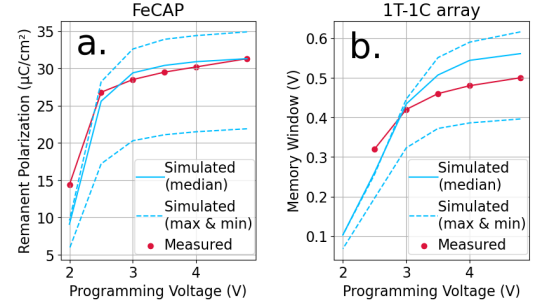 FeCAP
a.
Remanent Polarization (μC/cm²)
35
30
25
20
15
10
5
2
3
4
Programming Voltage (V)
Simulated
(median)
Simulated
(max & min)
Measured
1T-1C array
b.
Memory Window (V)
0.6
0.5
0.4
0.3
0.2
0.1
2
3
4
Programming Voltage (V)
Simulated
(median)
Simulated
(max & min)
Measured